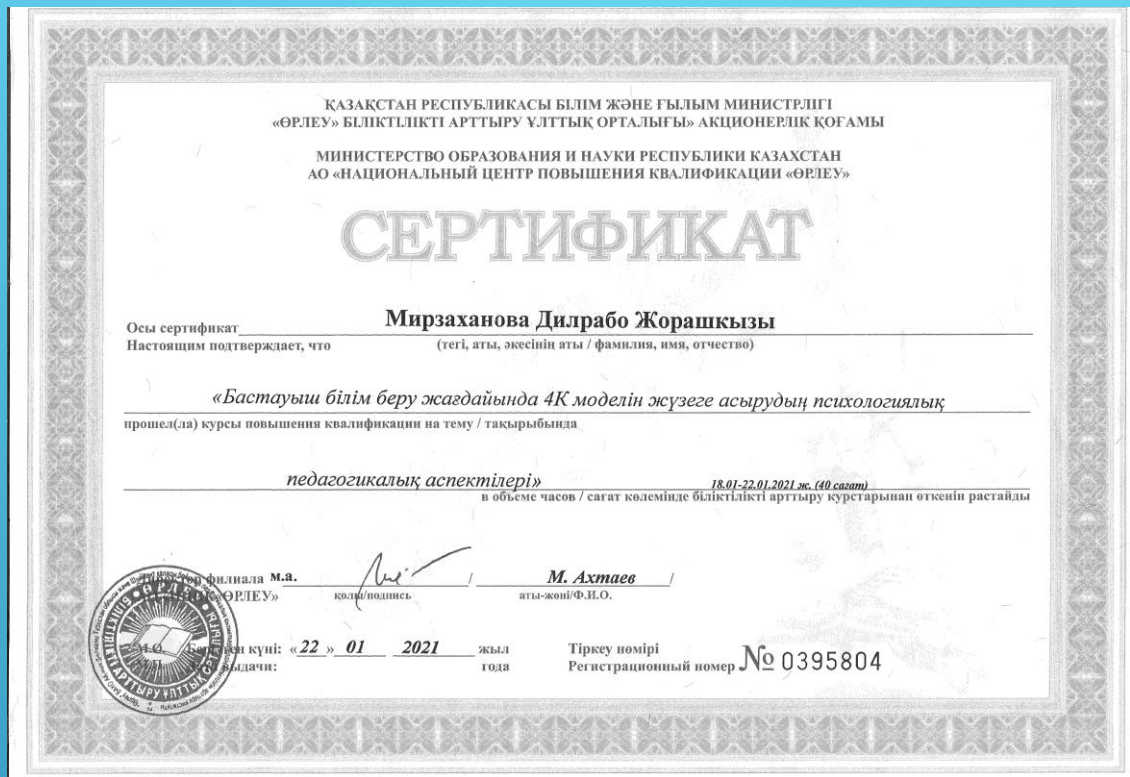 ҚАЗАҚСТАН РЕСПУБЛИКАСЫ БІЛІМ ЖӘНЕ ҒЫЛЫМ МИНИСТРЛІГІ
«ӨРЛЕУ» БІЛІКТІЛІКТІ АРТТЫРУ ҰЛТТЫҚ ОРТАЛЫҒЫ» АКЦИОНЕРЛІК ҚОҒАМЫ
МИНИСТЕРСТВО ОБРАЗОВАНИЯ И НАУКИ РЕСПУБЛИКИ КАЗАХСТАН
АО «НАЦИОНАЛЬНЫЙ ЦЕНТР ПОВЫШЕНИЯ КВАЛИФИКАЦИИ «ӨРЛЕУ»
СЕРТИФИКАТ
Осы сертификат Мирзаханова Дилрабо Жорашкызы
Настоящим подтверждает, что (тегі, аты, әкесінің аты / фамилия, имя, отчество)
«Бастауыш білім беру жағдайында 4К моделін жүзеге асырудың психологиялық
прошел(ла) курсы повышения квалификации на тему / тақырыбында
педагогикалық аспектілері» 18.01-22.01.2021 ж. (40 сағат)
в объеме часов / сағат көлемінде біліктілікті арттыру курстарынан өткенін растайды
Директор филиала м.а. / М. Ахтаев /
«ӨРЛЕУ» қолы/подпись аты-жөні/Ф.И.О.
М.О. күні: «22» 01 2021 жыл Тіркеу нөмірі
М.П. выдачи: года Регистрационный номер № 0395804